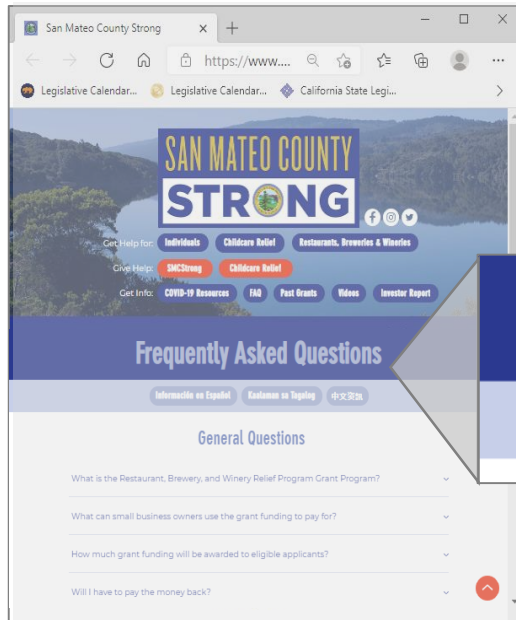 San Mateo County Strong
https://www....
Legislative Calendar... Legislative Calendar... California State Legi...
SAN MATEO COUNTY
STRONG
Get Help for: Individuals Childcare Relief Restaurants, Breweries & Wineries
Give Help: SMCStrong Childcare Relief
Get Info: COVID-19 Resources FAQ Past Grants Videos Investor Report
Frequently Asked Questions
Información en Español Kaalaman sa Tagalog 中文資訊
General Questions
What is the Restaurant, Brewery, and Winery Relief Program Grant Program?
What can small business owners use the grant funding to pay for?
How much grant funding will be awarded to eligible applicants?
Will I have to pay the money back?